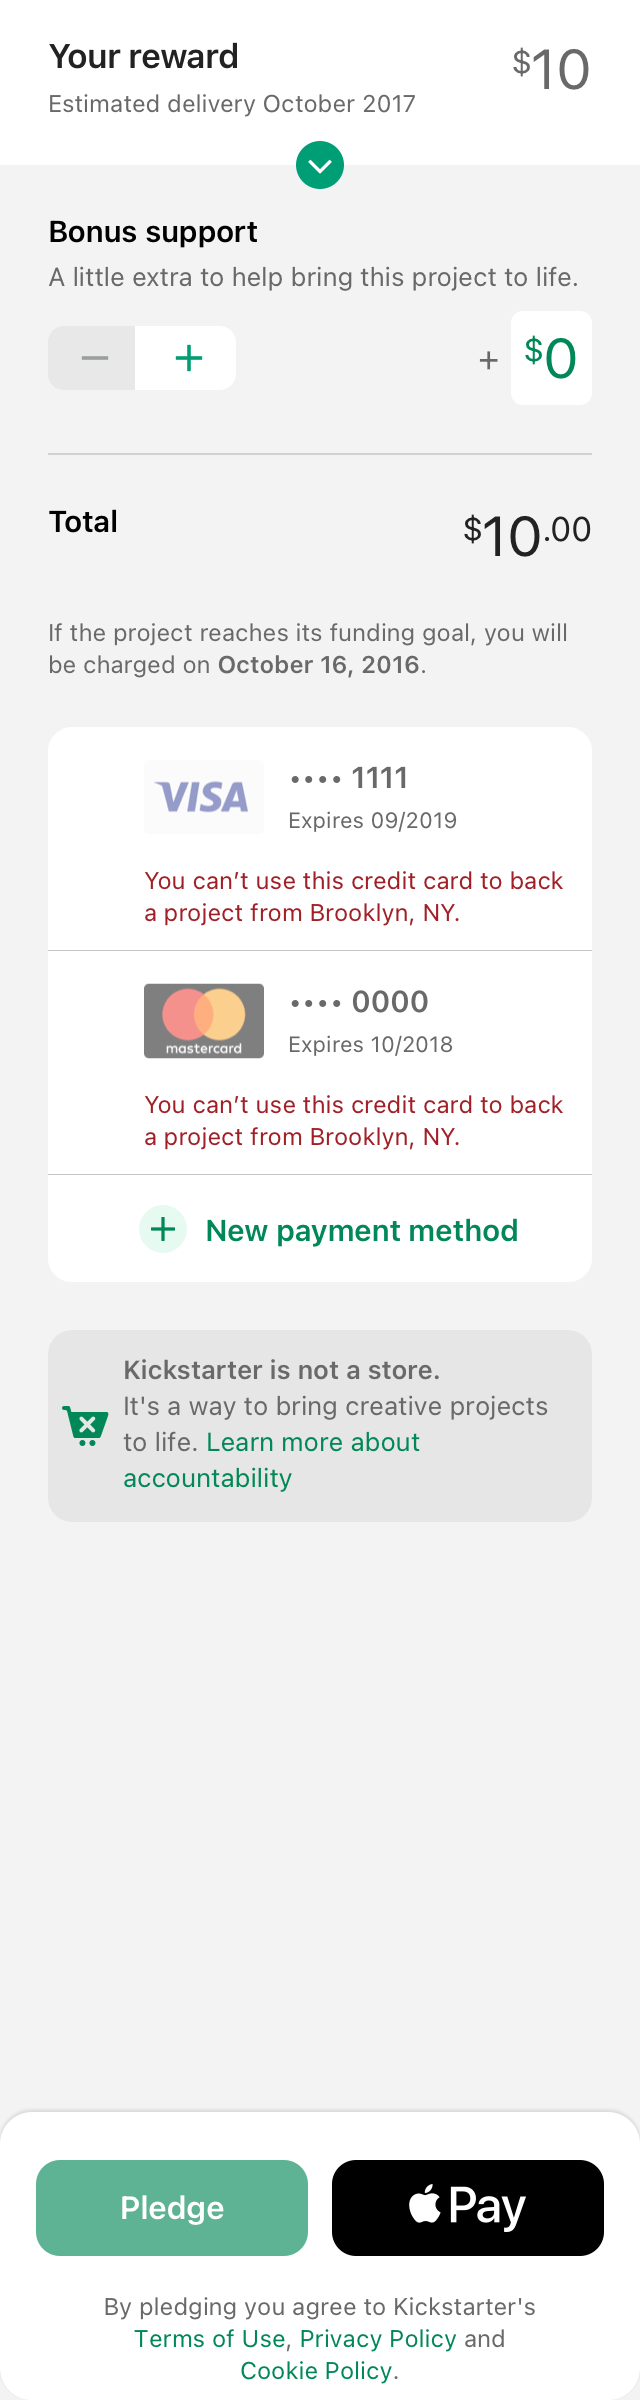 Your reward
$10
Estimated delivery October 2017
Bonus support
A little extra to help bring this project to life.
− +
+ $0
Total
$10.00
If the project reaches its funding goal, you will
be charged on October 16, 2016.
VISA
•••• 1111
Expires 09/2019
You can’t use this credit card to back
a project from Brooklyn, NY.
mastercard
•••• 0000
Expires 10/2018
You can’t use this credit card to back
a project from Brooklyn, NY.
+ New payment method
Kickstarter is not a store.
It's a way to bring creative projects
to life. Learn more about
accountability
Pledge
Pay
By pledging you agree to Kickstarter's
Terms of Use, Privacy Policy and
Cookie Policy.